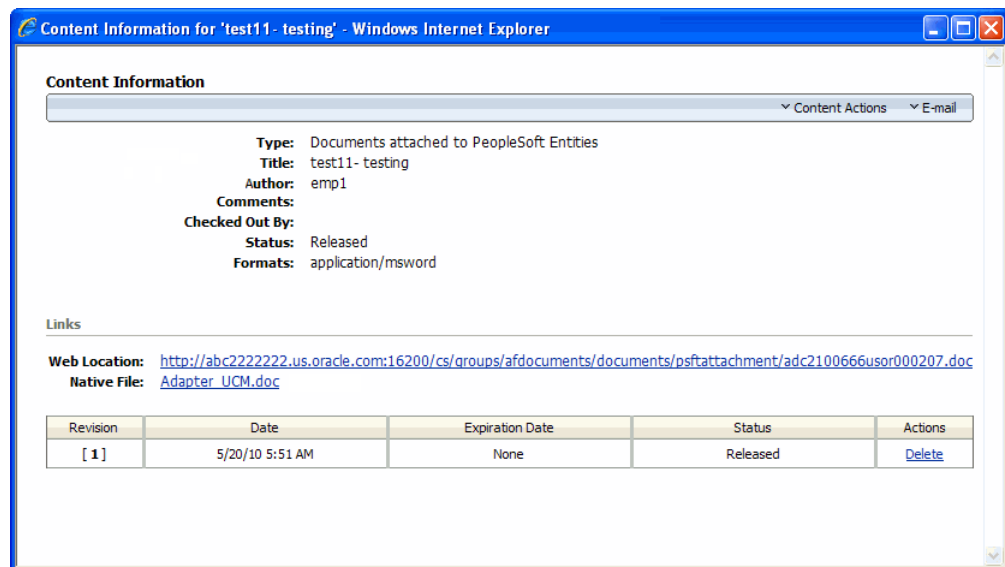 Content Information for 'test11- testing' - Windows Internet Explorer
Content Information
Content Actions E-mail
Type: Documents attached to PeopleSoft Entities
Title: test11- testing
Author: emp1
Comments:
Checked Out By:
Status: Released
Formats: application/msword
Links
Web Location: http://abc2222222.us.oracle.com:16200/cs/groups/afdocuments/documents/psftattachment/adc2100666usor000207.doc
Native File: Adapter_UCM.doc
Revision Date Expiration Date Status Actions
[ 1 ] 5/20/10 5:51 AM None Released Delete